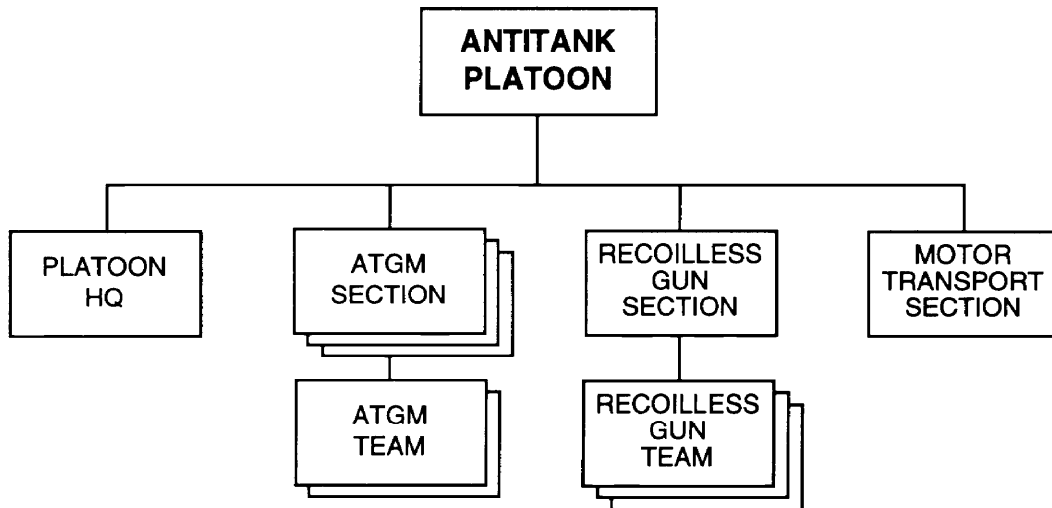 ANTITANK
PLATOON
PLATOON
HQ
ATGM
SECTION
RECOILLESS
GUN
SECTION
MOTOR
TRANSPORT
SECTION
ATGM
TEAM
RECOILLESS
GUN
TEAM